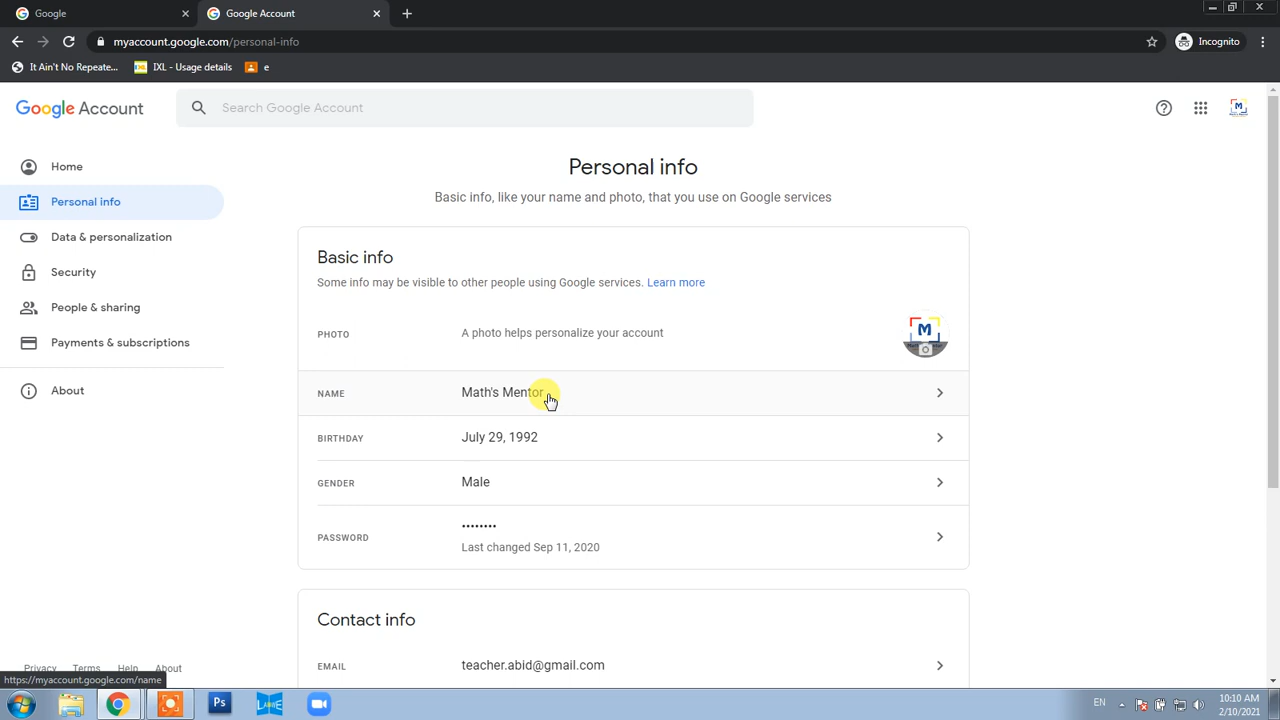 Google
Google Account
myaccount.google.com/personal-info
Incognito
It Ain't No Repeate...
IXL - Usage details
e
Google Account
Search Google Account
M
Home
Personal info
Data & personalization
Security
People & sharing
Payments & subscriptions
About
Personal info
Basic info, like your name and photo, that you use on Google services
Basic info
Some info may be visible to other people using Google services. Learn more
PHOTO
A photo helps personalize your account
M
NAME
Math's Mentor
BIRTHDAY
July 29, 1992
GENDER
Male
PASSWORD
••••••••
Last changed Sep 11, 2020
Contact info
EMAIL
teacher.abid@gmail.com
Privacy Terms Help About
https://myaccount.google.com/name
Ps
EN
10:10 AM
2/10/2021